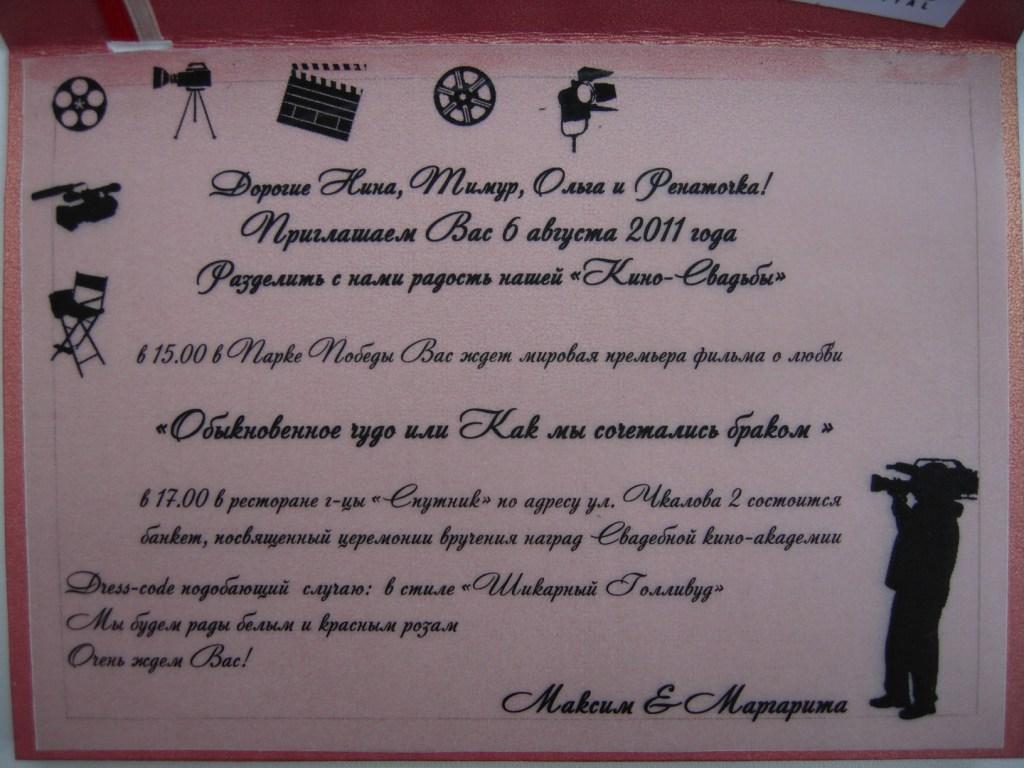 Дорогие Нина, Тимур, Ольга и Ренаточка!
Приглашаем Вас 6 августа 2011 года
Разделить с нами радость нашей «Кино-Свадьбы»
в 15.00 в Парке Победы Вас ждет мировая премьера фильма о любви
«Обыкновенное чудо или Как мы сочетались браком »
в 17.00 в ресторане г-цы «Спутник» по адресу ул. Чкалова 2 состоится
банкет, посвященный церемонии вручения наград Свадебной кино-академии
Dress-code подобающий случаю: в стиле «Шикарный Голливуд»
Мы будем рады белым и красным розам
Очень ждем Вас!
Максим & Маргарита